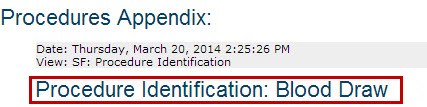 Procedures Appendix:
Date: Thursday, March 20, 2014 2:25:26 PM
View: SF: Procedure Identification
Procedure Identification: Blood Draw